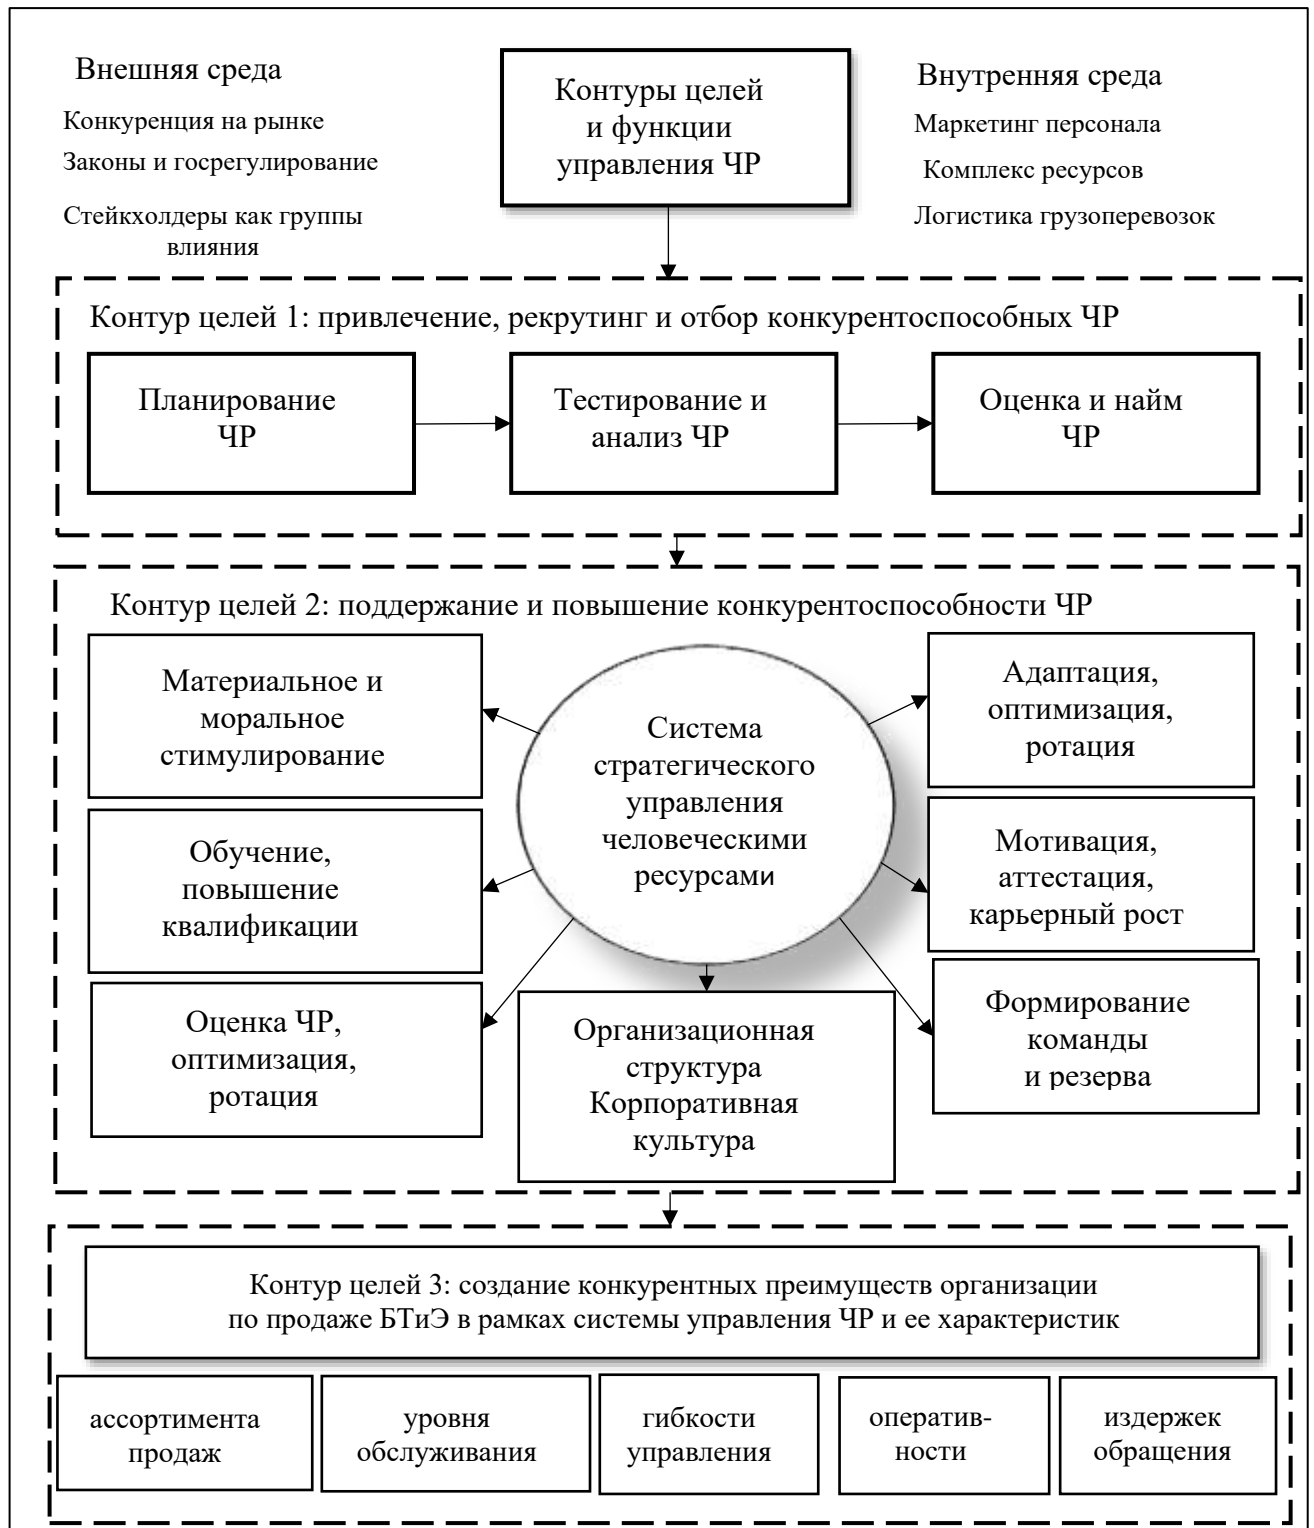 Внешняя среда
Конкуренция на рынке
Законы и госрегулирование
Стейкхолдеры как группы
влияния
Контуры целей
и функции
управления ЧР
Внутренняя среда
Маркетинг персонала
Комплекс ресурсов
Логистика грузоперевозок
Контур целей 1: привлечение, рекрутинг и отбор конкурентоспособных ЧР
Планирование
ЧР
Тестирование и
анализ ЧР
Оценка и найм
ЧР
Контур целей 2: поддержание и повышение конкурентоспособности ЧР
Материальное и
моральное
стимулирование
Обучение,
повышение
квалификации
Оценка ЧР,
оптимизация,
ротация
Система
стратегического
управления
человеческими
ресурсами
Организационная
структура
Корпоративная
культура
Адаптация,
оптимизация,
ротация
Мотивация,
аттестация,
карьерный рост
Формирование
команды
и резерва
Контур целей 3: создание конкурентных преимуществ организации
по продаже БТиЭ в рамках системы управления ЧР и ее характеристик
ассортимента
продаж
уровня
обслуживания
гибкости
управления
оператив-
ности
издержек
обращения